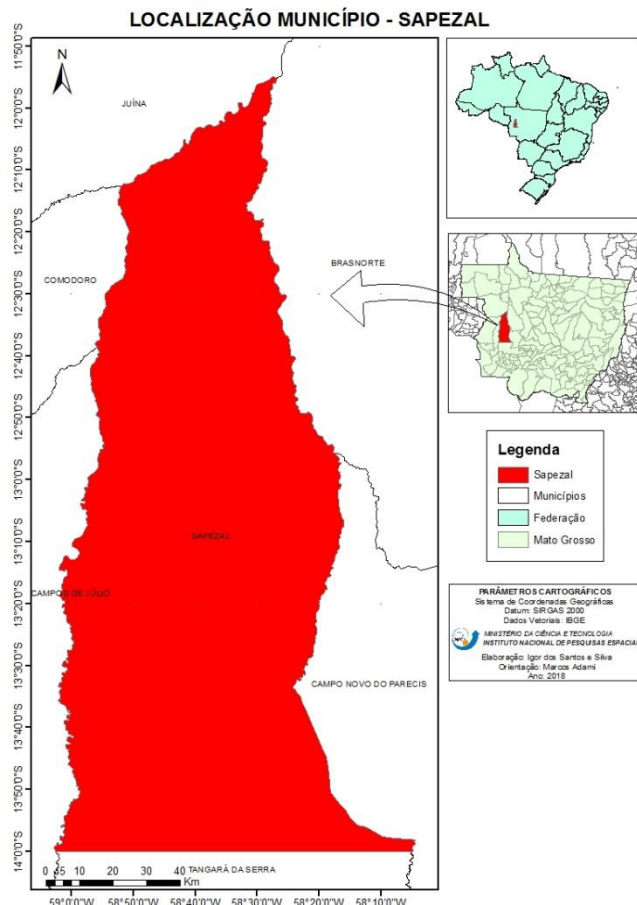 LOCALIZAÇÃO MUNICÍPIO - SAPEZAL
N
JUÍNA
COMODORO
BRASNORTE
SAPEZAL
CAMPOS DE JÚLIO
CAMPO NOVO DO PARECIS
TANGARÁ DA SERRA
11°50'0"S
12°0'0"S
12°10'0"S
12°20'0"S
12°30'0"S
12°40'0"S
12°50'0"S
13°0'0"S
13°10'0"S
13°20'0"S
13°30'0"S
13°40'0"S
13°50'0"S
14°0'0"S
0 5 10 20 30 40
Km
59°0'0"W 58°50'0"W 58°40'0"W 58°30'0"W 58°20'0"W 58°10'0"W
Legenda
Sapezal
Municípios
Federação
Mato Grosso
PARÂMETROS CARTOGRÁFICOS
Sistema de Coordenadas Geográficas
Datum: SIRGAS 2000
Dados Vetoriais: IBGE
MINISTÉRIO DA CIÊNCIA E TECNOLOGIA
INSTITUTO NACIONAL DE PESQUISAS ESPACIAI
Elaboração: Igor dos Santos e Silva
Orientação: Marcos Adami
Ano: 2018